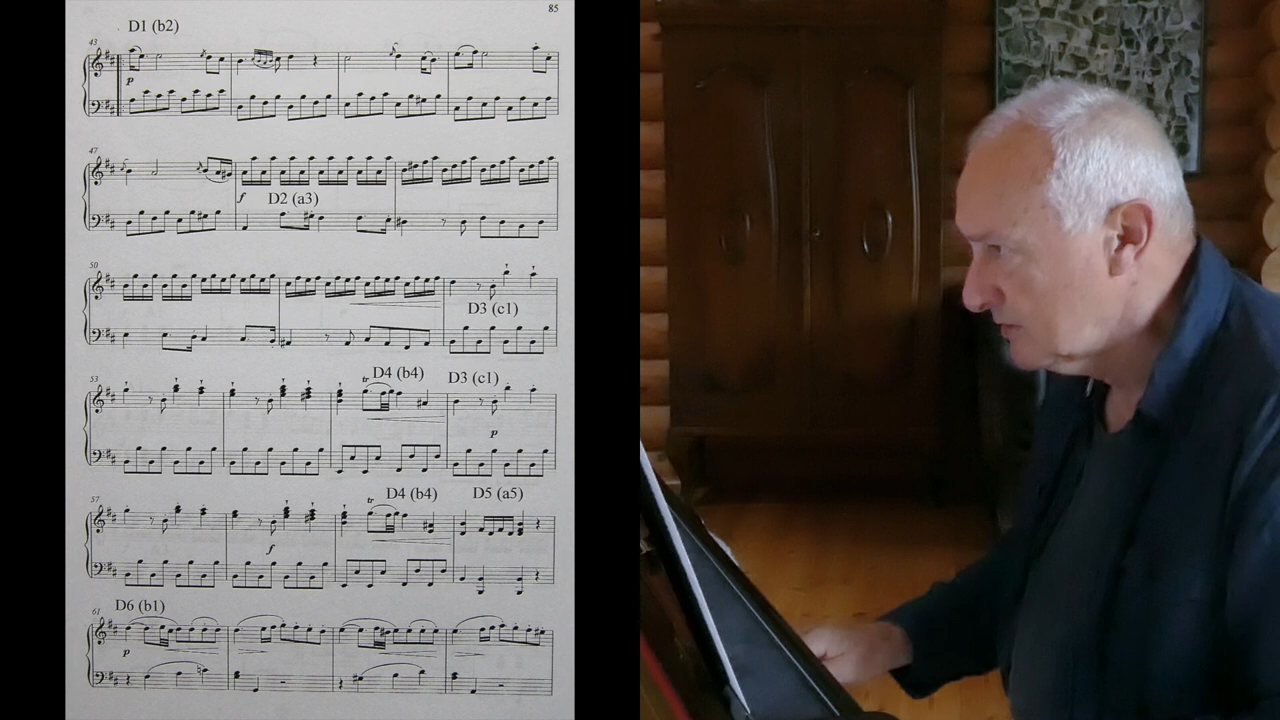 85
D1 (b2)
43
p
47
f
D2 (a3)
50
D3 (c1)
53
tr
D4 (b4)
D3 (c1)
p
57
tr
D4 (b4)
D5 (a5)
f
61
D6 (b1)
p